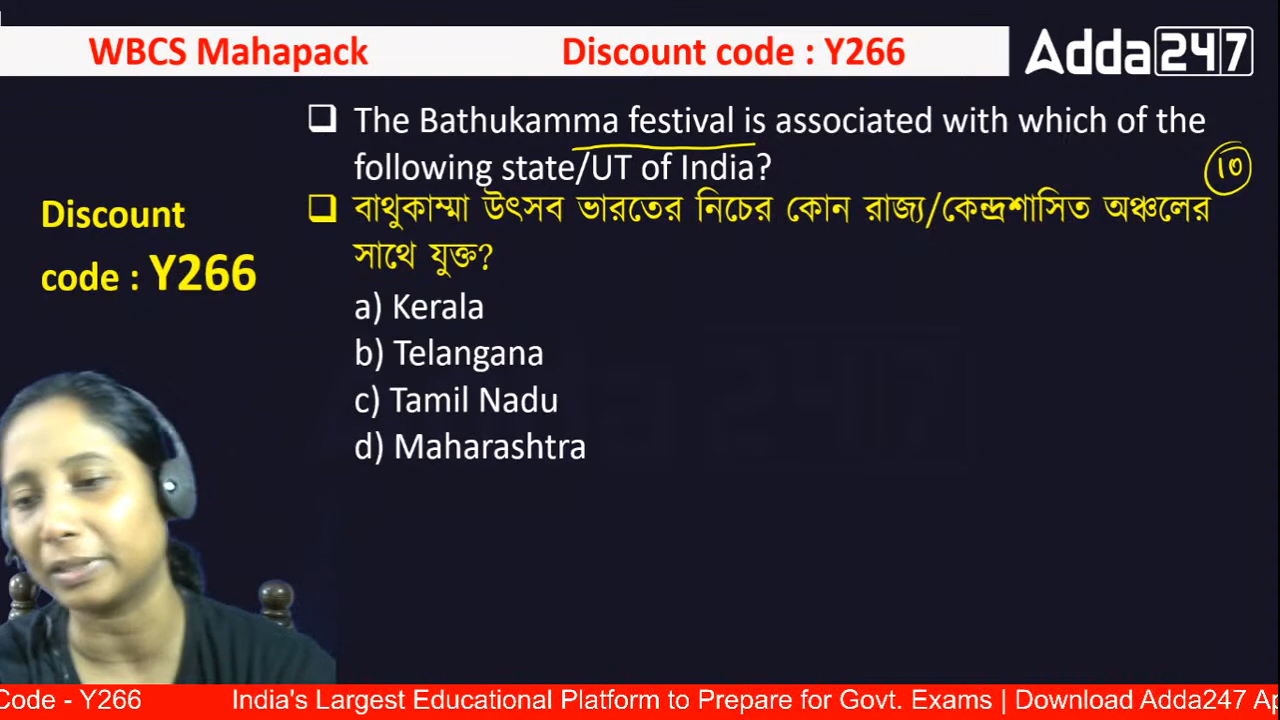 WBCS Mahapack
Discount code : Y266
Adda247
The Bathukamma festival is associated with which of the
following state/UT of India?
10
বাথুকাম্মা উৎসব ভারতের নিচের কোন রাজ্য/কেন্দ্রশাসিত অঞ্চলের
সাথে যুক্ত?
Discount
code : Y266
a) Kerala
b) Telangana
c) Tamil Nadu
d) Maharashtra
Code - Y266
India's Largest Educational Platform to Prepare for Govt. Exams | Download Adda247 Ap